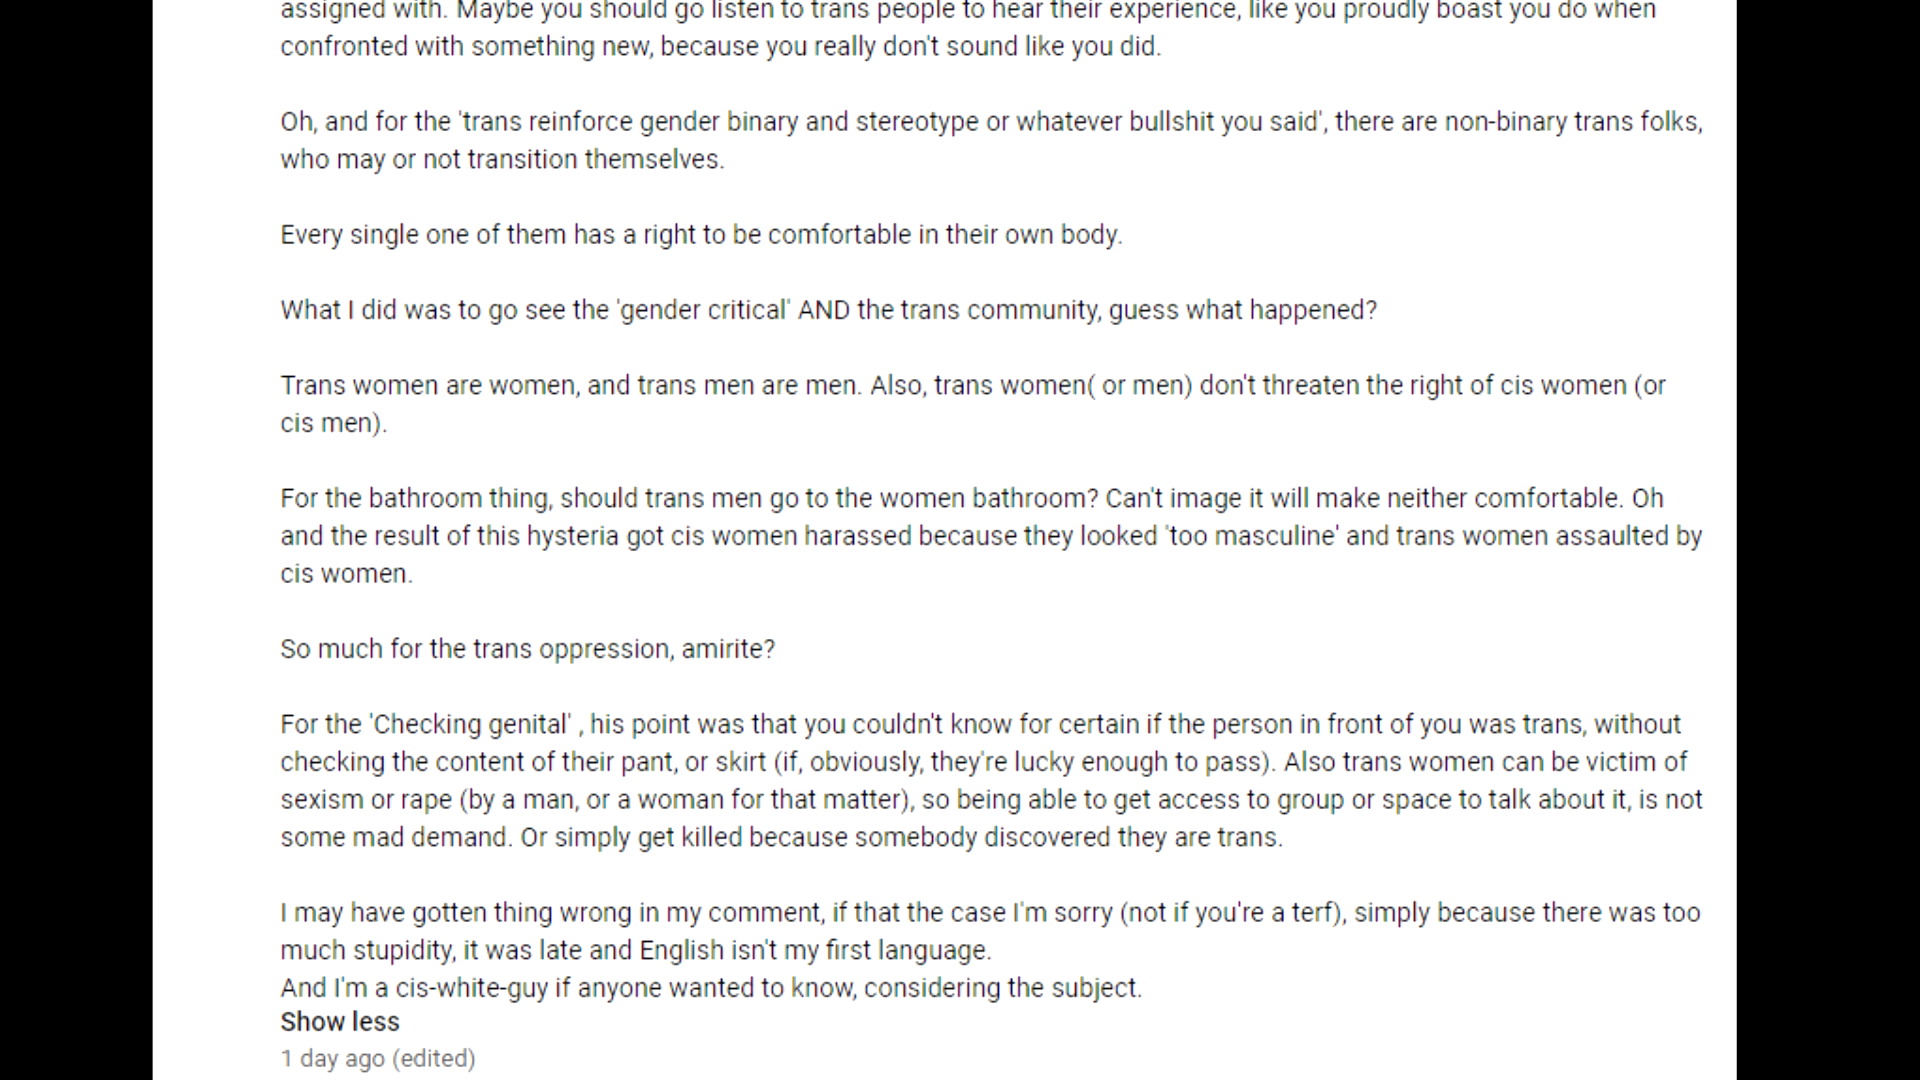 assigned with. Maybe you should go listen to trans people to hear their experience, like you proudly boast you do when
confronted with something new, because you really don't sound like you did.
Oh, and for the 'trans reinforce gender binary and stereotype or whatever bullshit you said', there are non-binary trans folks,
who may or not transition themselves.
Every single one of them has a right to be comfortable in their own body.
What I did was to go see the 'gender critical' AND the trans community, guess what happened?
Trans women are women, and trans men are men. Also, trans women( or men) don't threaten the right of cis women (or
cis men).
For the bathroom thing, should trans men go to the women bathroom? Can't image it will make neither comfortable. Oh
and the result of this hysteria got cis women harassed because they looked 'too masculine' and trans women assaulted by
cis women.
So much for the trans oppression, amirite?
For the 'Checking genital' , his point was that you couldn't know for certain if the person in front of you was trans, without
checking the content of their pant, or skirt (if, obviously, they're lucky enough to pass). Also trans women can be victim of
sexism or rape (by a man, or a woman for that matter), so being able to get access to group or space to talk about it, is not
some mad demand. Or simply get killed because somebody discovered they are trans.
I may have gotten thing wrong in my comment, if that the case I'm sorry (not if you're a terf), simply because there was too
much stupidity, it was late and English isn't my first language.
And I'm a cis-white-guy if anyone wanted to know, considering the subject.
Show less
1 day ago (edited)